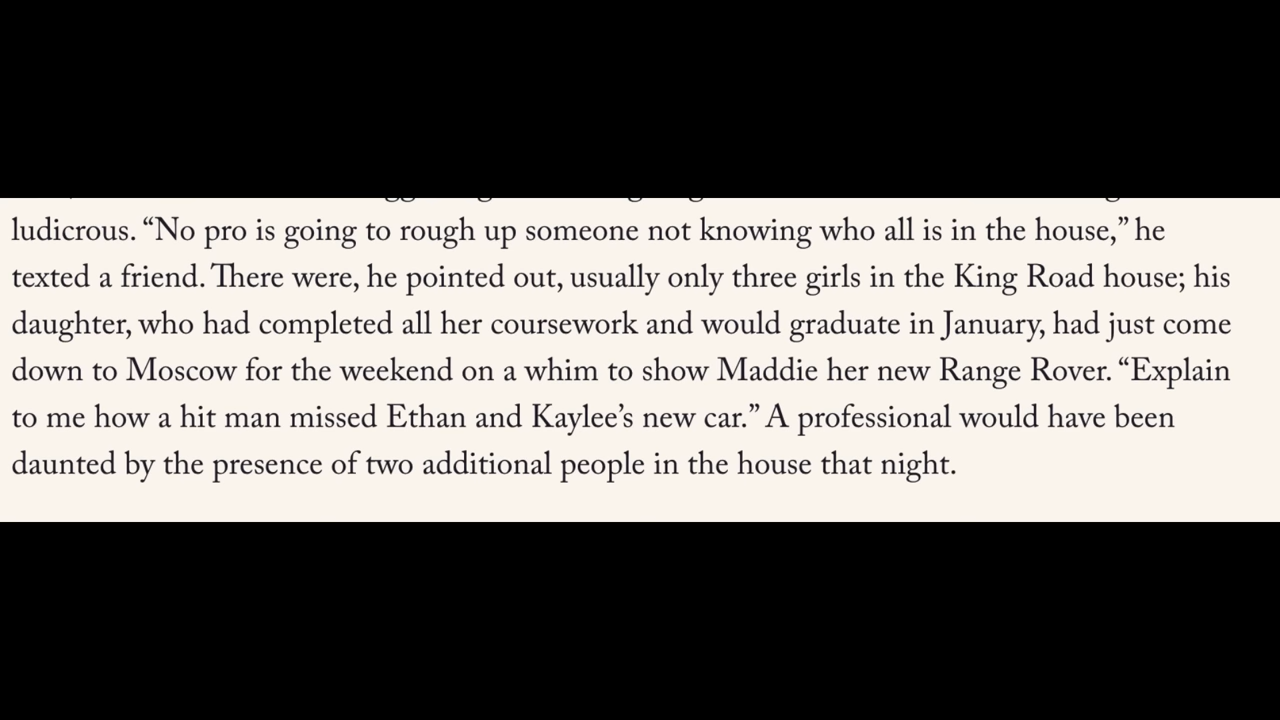 ludicrous. “No pro is going to rough up someone not knowing who all is in the house,” he
texted a friend. There were, he pointed out, usually only three girls in the King Road house; his
daughter, who had completed all her coursework and would graduate in January, had just come
down to Moscow for the weekend on a whim to show Maddie her new Range Rover. “Explain
to me how a hit man missed Ethan and Kaylee’s new car.” A professional would have been
daunted by the presence of two additional people in the house that night.